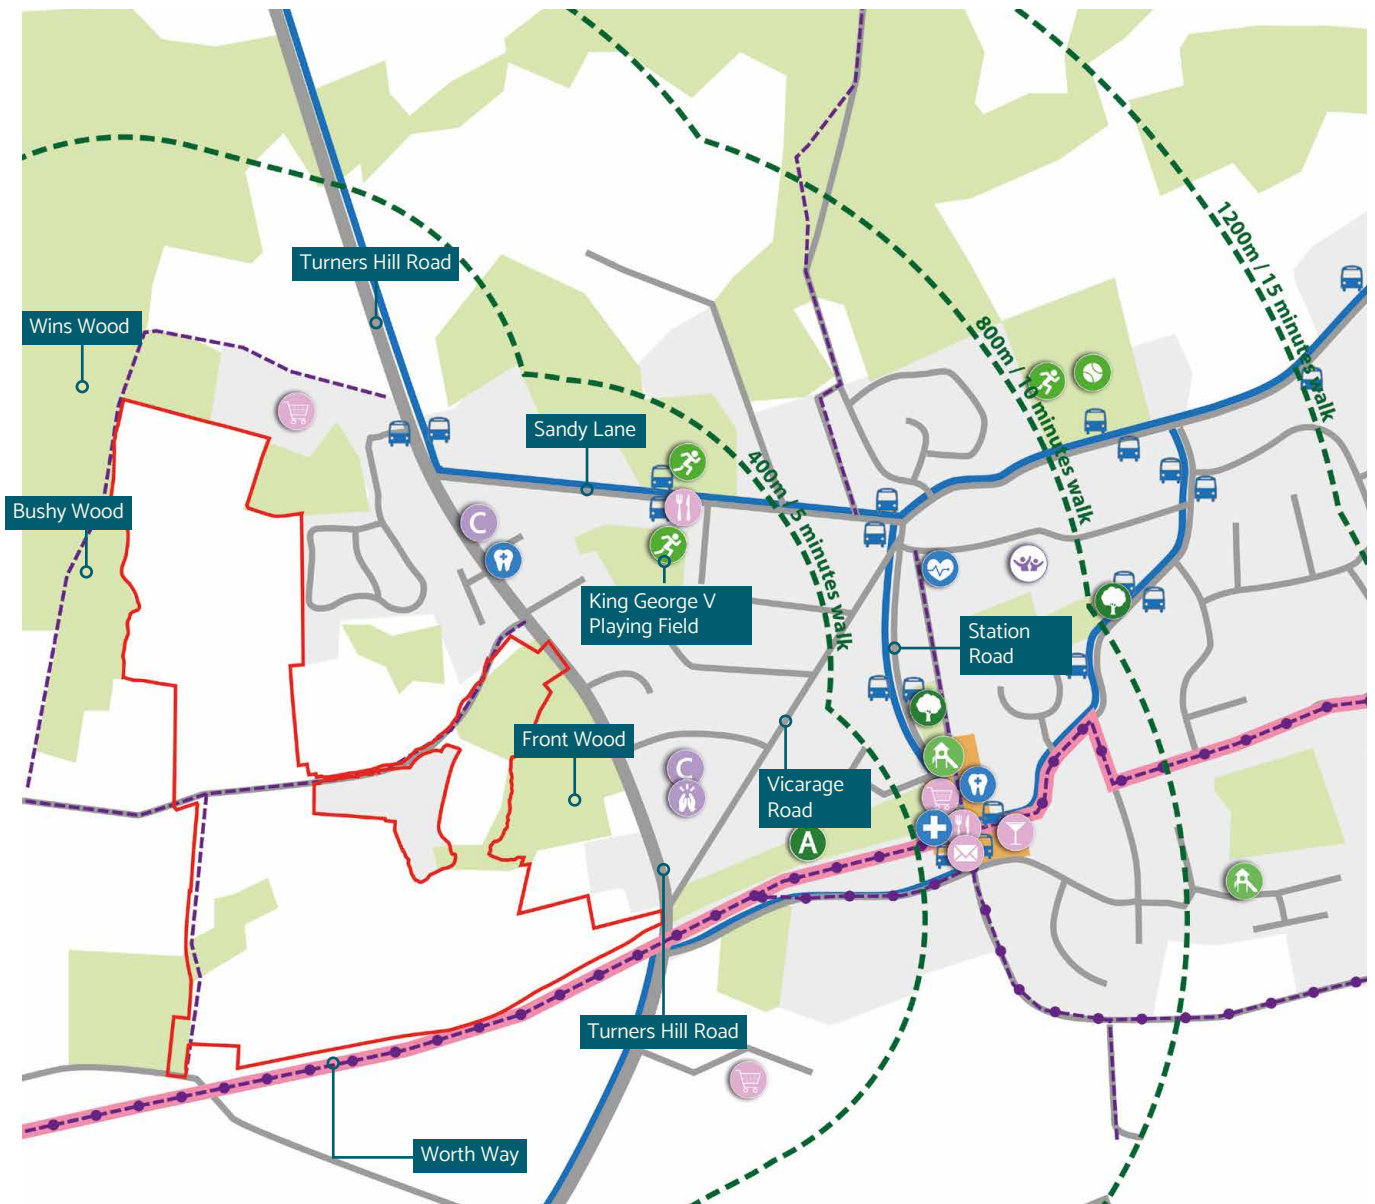 1200m / 15 minutes walk
Turners Hill Road
Wins Wood
800m / 10 minutes walk
Sandy Lane
400m / 5 minutes walk
Bushy Wood
C
King George V
Playing Field
Station
Road
Front Wood
C
Vicarage
Road
A
Turners Hill Road
Worth Way